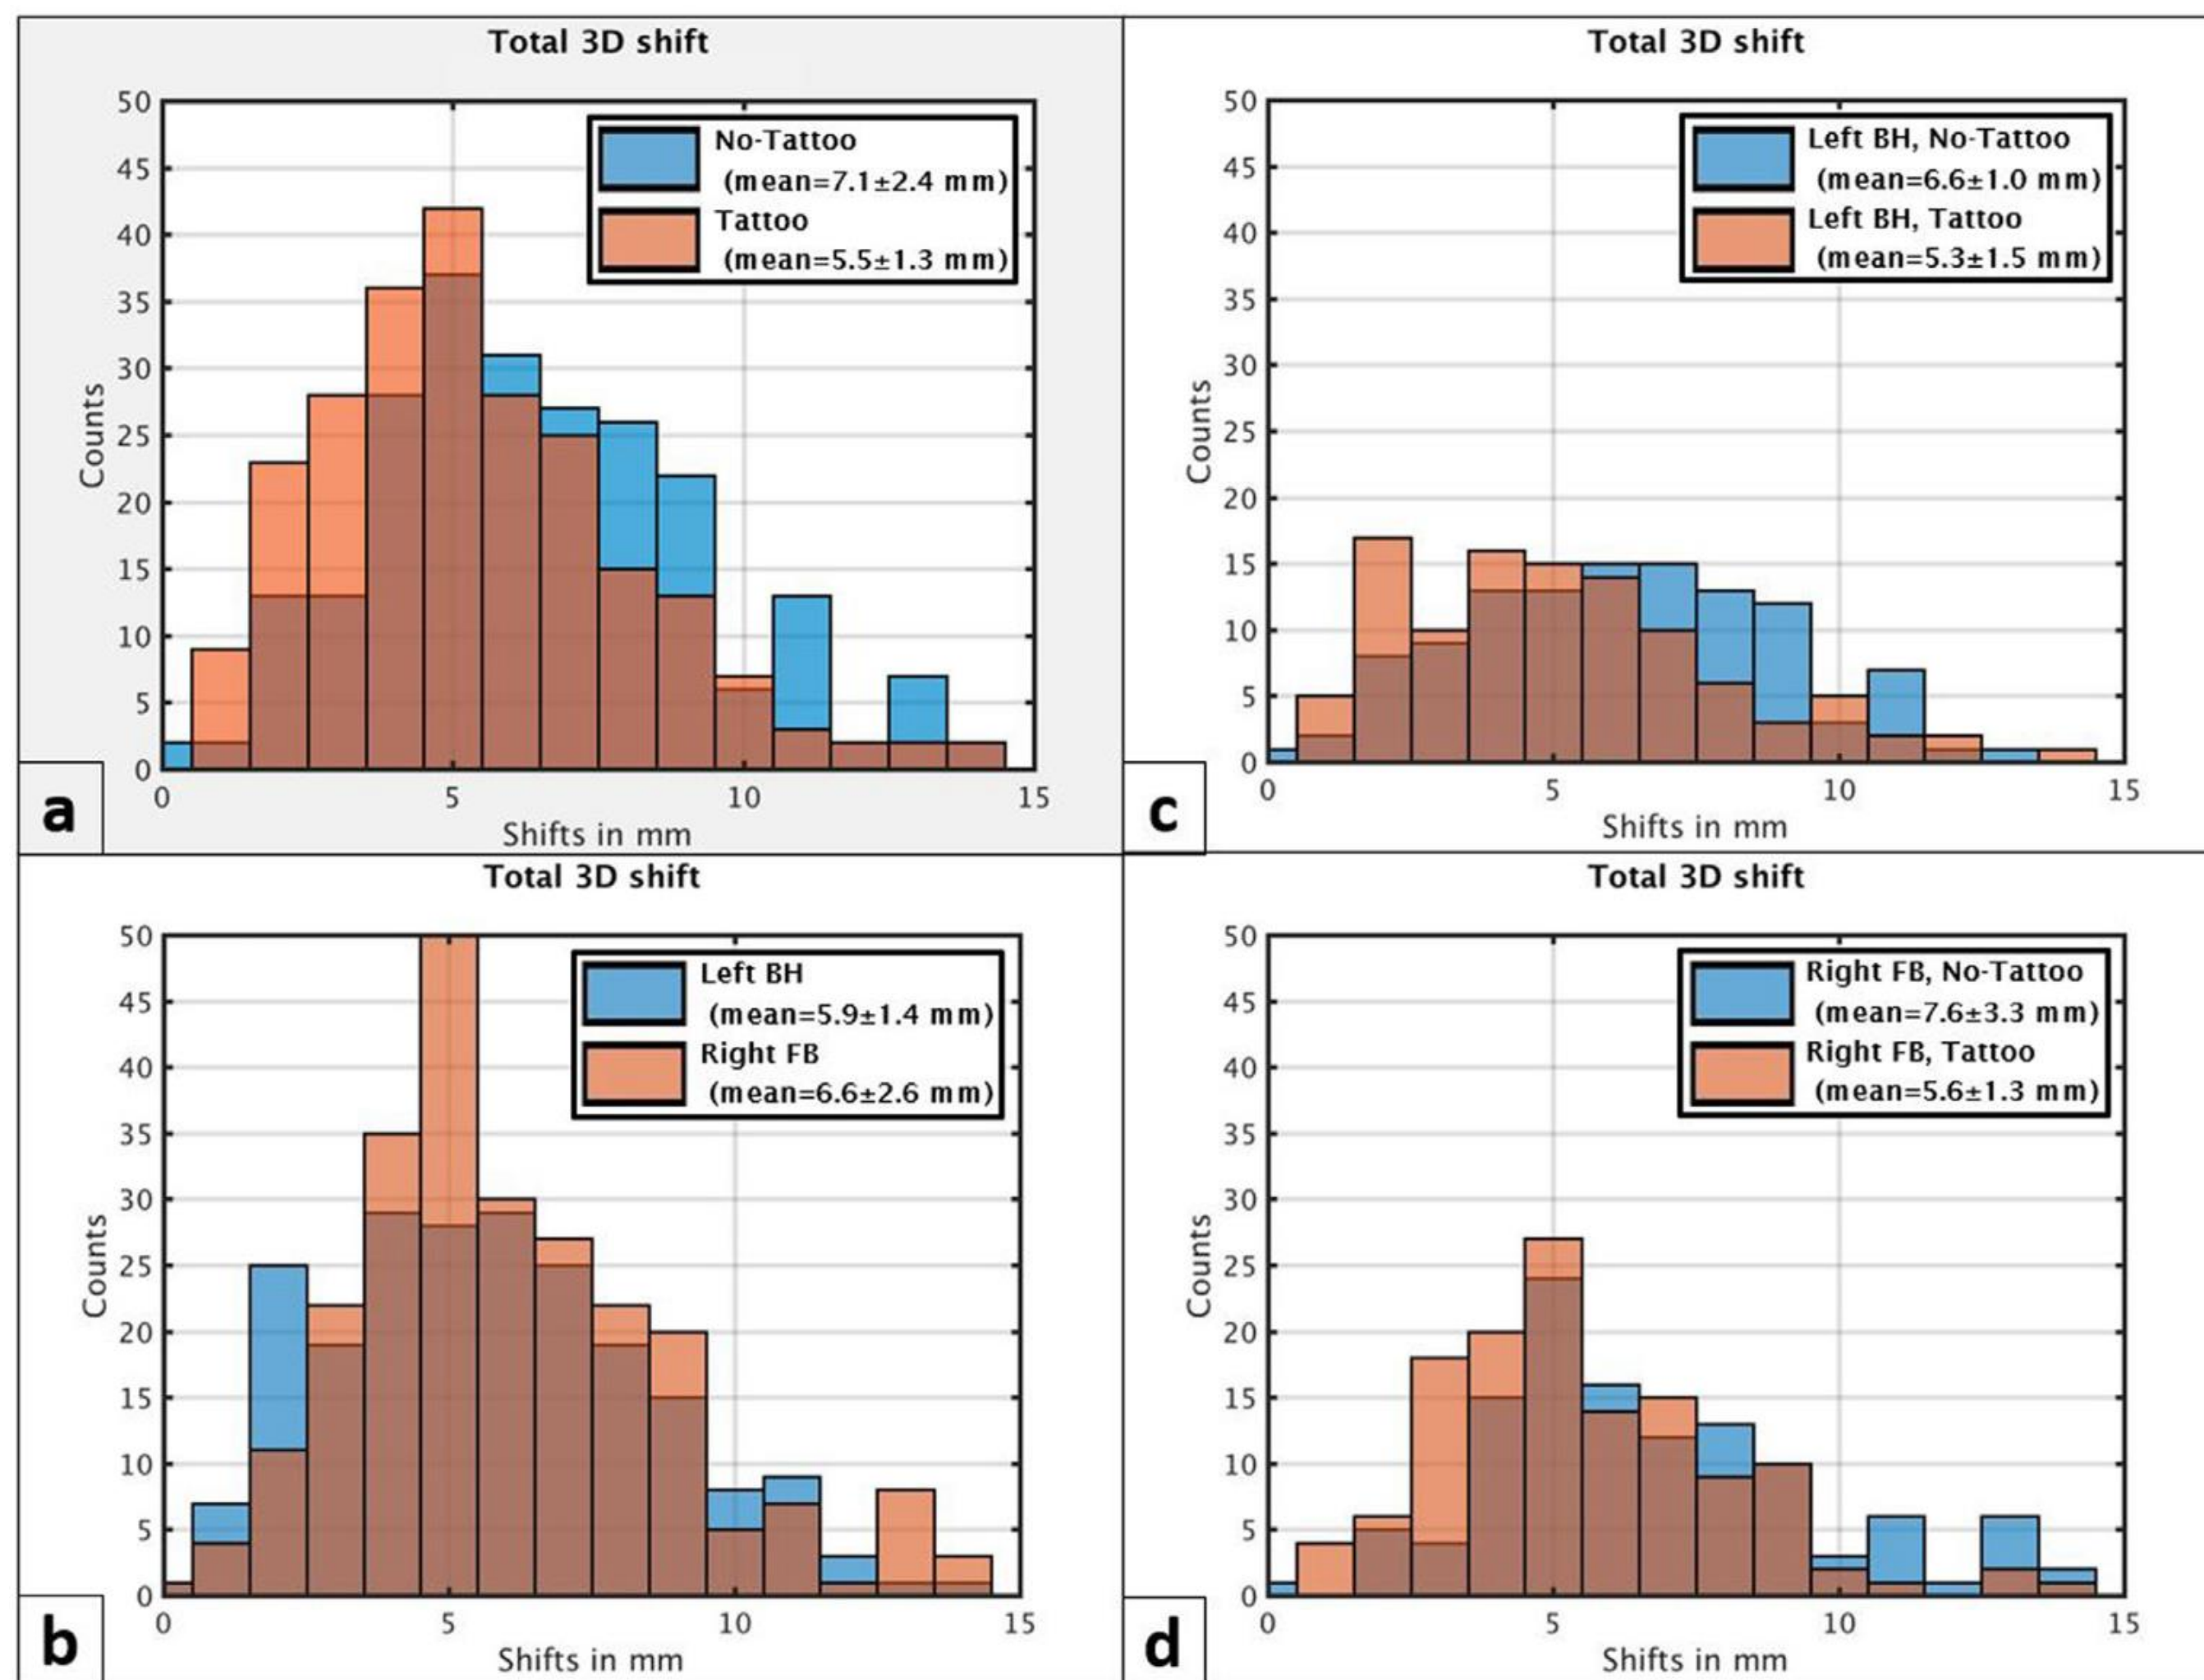 Total 3D shift
50
45
40
35
30
25
20
15
10
5
0
Counts
No-Tattoo
(mean=7.1±2.4 mm)
Tattoo
(mean=5.5±1.3 mm)
0 5 10 15
Shifts in mm
a
Total 3D shift
50
45
40
35
30
25
20
15
10
5
0
Counts
Left BH
(mean=5.9±1.4 mm)
Right FB
(mean=6.6±2.6 mm)
0 5 10 15
Shifts in mm
b
Total 3D shift
50
45
40
35
30
25
20
15
10
5
0
Counts
Left BH, No-Tattoo
(mean=6.6±1.0 mm)
Left BH, Tattoo
(mean=5.3±1.5 mm)
0 5 10 15
Shifts in mm
c
Total 3D shift
50
45
40
35
30
25
20
15
10
5
0
Counts
Right FB, No-Tattoo
(mean=7.6±3.3 mm)
Right FB, Tattoo
(mean=5.6±1.3 mm)
0 5 10 15
Shifts in mm
d